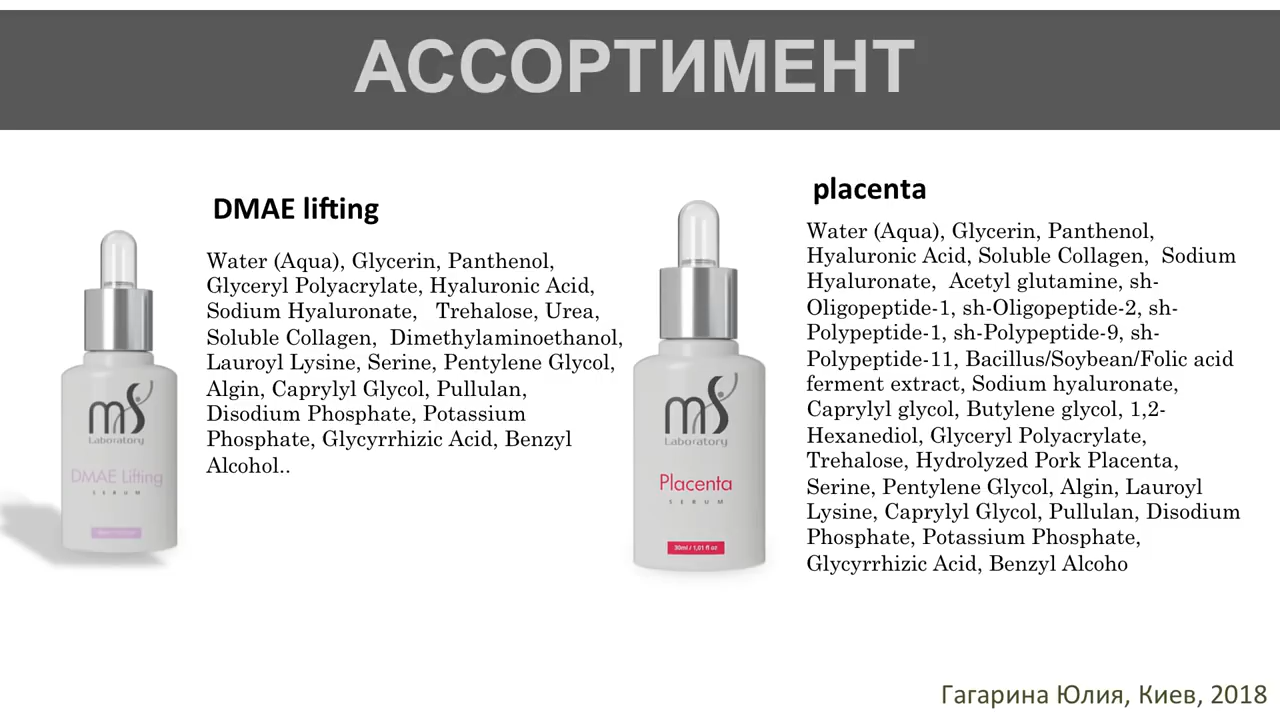 АССОРТИМЕНТ
DMAE lifting
Water (Aqua), Glycerin, Panthenol,
Glyceryl Polyacrylate, Hyaluronic Acid,
Sodium Hyaluronate, Trehalose, Urea,
Soluble Collagen, Dimethylaminoethanol,
Lauroyl Lysine, Serine, Pentylene Glycol,
Algin, Caprylyl Glycol, Pullulan,
Disodium Phosphate, Potassium
Phosphate, Glycyrrhizic Acid, Benzyl
Alcohol..
mS
Laboratory
DMAE Lifting
SERUM
placenta
Water (Aqua), Glycerin, Panthenol,
Hyaluronic Acid, Soluble Collagen, Sodium
Hyaluronate, Acetyl glutamine, sh-
Oligopeptide-1, sh-Oligopeptide-2, sh-
Polypeptide-1, sh-Polypeptide-9, sh-
Polypeptide-11, Bacillus/Soybean/Folic acid
ferment extract, Sodium hyaluronate,
Caprylyl glycol, Butylene glycol, 1,2-
Hexanediol, Glyceryl Polyacrylate,
Trehalose, Hydrolyzed Pork Placenta,
Serine, Pentylene Glycol, Algin, Lauroyl
Lysine, Caprylyl Glycol, Pullulan, Disodium
Phosphate, Potassium Phosphate,
Glycyrrhizic Acid, Benzyl Alcoho
mS
Laboratory
Placenta
SERUM
30ml / 1,01 fl oz
Гагарина Юлия, Киев, 2018